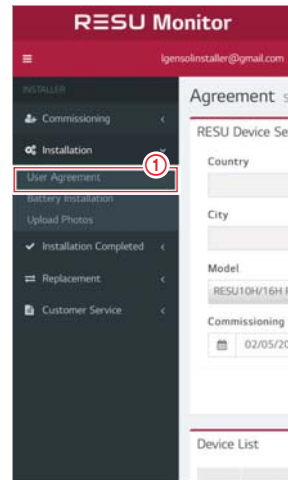 RESU Monitor
lgensolinstaller@gmail.com
INSTALLER
Commissioning
Installation
1
User Agreement
Battery Installation
Upload Photos
Installation Completed
Replacement
Customer Service
Agreement
RESU Device Se
Country
City
Model
RESU10H/16H
Commissioning
02/05/20
Device List